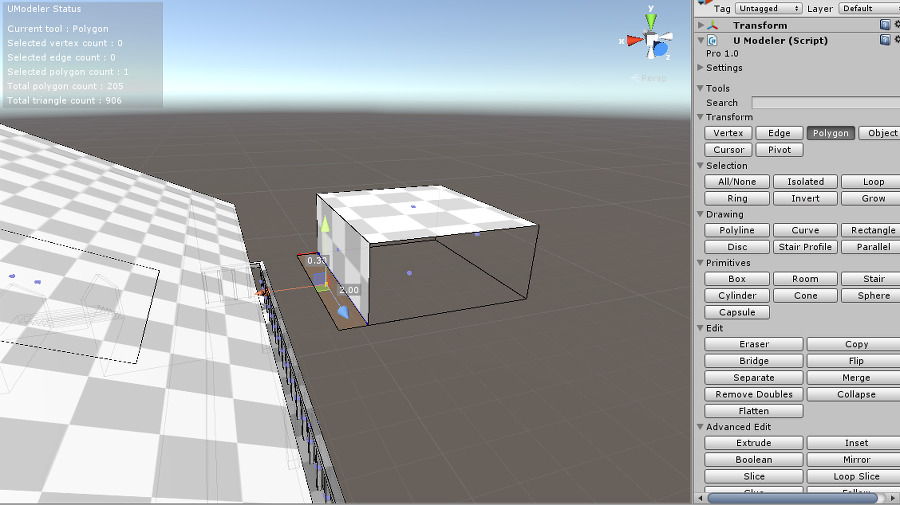 UModeler Status
Current tool : Polygon
Selected vertex count : 0
Selected edge count : 0
Selected polygon count : 1
Total polygon count : 205
Total triangle count : 906
y
x
z
< Persp
2.00
Tag Untagged Layer Default
Transform
U Modeler (Script)
Pro 1.0
Settings
Tools
Search
Transform
Vertex Edge Polygon Object
Cursor Pivot
Selection
All/None Isolated Loop
Ring Invert Grow
Drawing
Polyline Curve Rectangle
Disc Stair Profile Parallel
Primitives
Box Room Stair
Cylinder Cone Sphere
Capsule
Edit
Eraser Copy
Bridge Flip
Separate Merge
Remove Doubles Collapse
Flatten
Advanced Edit
Extrude Inset
Boolean Mirror
Slice Loop Slice